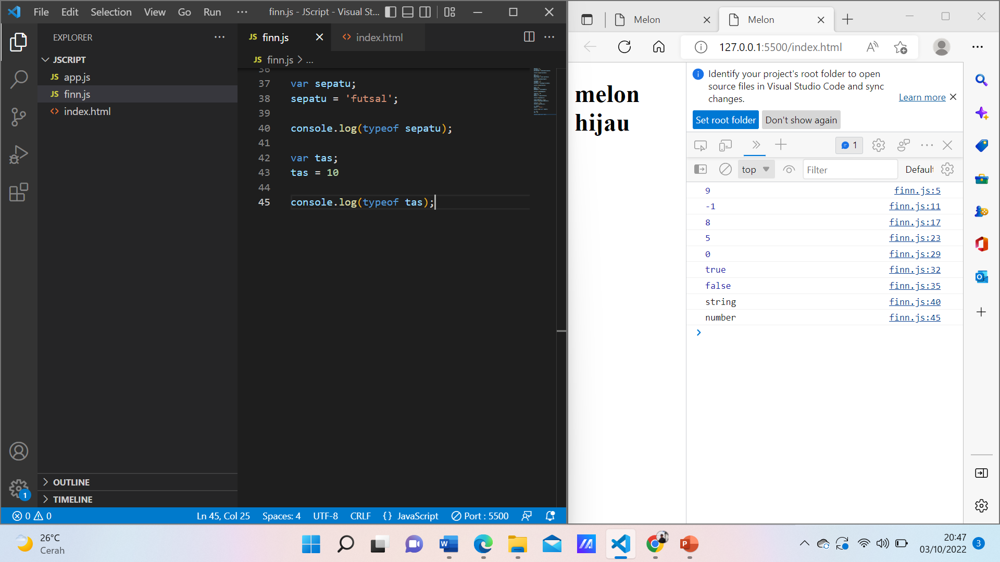 File Edit Selection View Go Run ··· finn.js - JScript - Visual St...
EXPLORER
JSCRIPT
JS app.js
JS finn.js
<> index.html
OUTLINE
TIMELINE
JS finn.js <> index.html
JS finn.js > ...
36
37 var sepatu;
38 sepatu = 'futsal';
39
40 console.log(typeof sepatu);
41
42 var tas;
43 tas = 10
44
45 console.log(typeof tas);
1
0 0 Ln 45, Col 25 Spaces: 4 UTF-8 CRLF {} JavaScript Port : 5500
Melon Melon
127.0.0.1:5500/index.html
melon
hijau
Identify your project's root folder to open
source files in Visual Studio Code and sync
changes.
Learn more
Set root folder Don't show again
1
top Filter Default
9 finn.js:5
-1 finn.js:11
8 finn.js:17
5 finn.js:23
0 finn.js:29
true finn.js:32
false finn.js:35
string finn.js:40
number finn.js:45
26°C
Cerah
20:47
03/10/2022
3